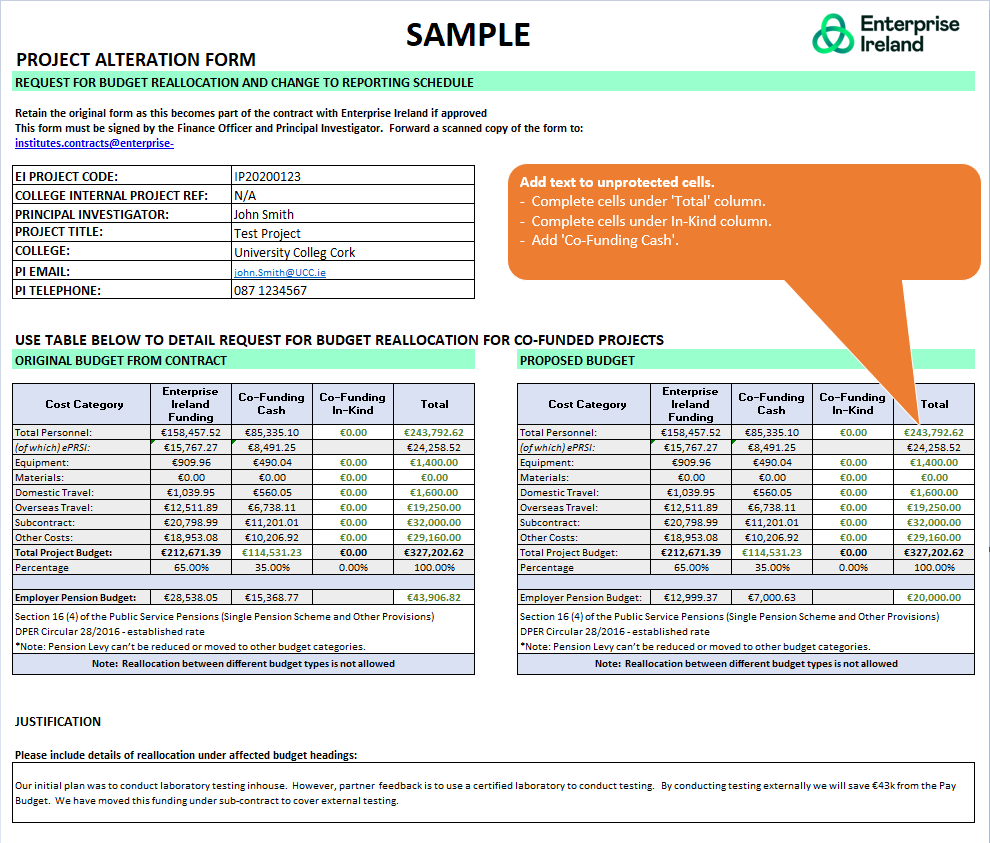 SAMPLE
Enterprise
Ireland
PROJECT ALTERATION FORM
REQUEST FOR BUDGET REALLOCATION AND CHANGE TO REPORTING SCHEDULE
Retain the original form as this becomes part of the contract with Enterprise Ireland if approved
This form must be signed by the Finance Officer and Principal Investigator. Forward a scanned copy of the form to:
institutes.contracts@enterprise-
EI PROJECT CODE: IP20200123
COLLEGE INTERNAL PROJECT REF: N/A
PRINCIPAL INVESTIGATOR: John Smith
PROJECT TITLE: Test Project
COLLEGE: University Colleg Cork
PI EMAIL: john.Smith@UCC.ie
PI TELEPHONE: 087 1234567
Add text to unprotected cells.
- Complete cells under 'Total' column.
- Complete cells under In-Kind column.
- Add 'Co-Funding Cash'.
USE TABLE BELOW TO DETAIL REQUEST FOR BUDGET REALLOCATION FOR CO-FUNDED PROJECTS
ORIGINAL BUDGET FROM CONTRACT
Cost Category Enterprise Ireland Funding Co-Funding Cash Co-Funding In-Kind Total
Total Personnel: €158,457.52 €85,335.10 €0.00 €243,792.62
(of which) ePRSI: €15,767.27 €8,491.25 €24,258.52
Equipment: €909.96 €490.04 €0.00 €1,400.00
Materials: €0.00 €0.00 €0.00 €0.00
Domestic Travel: €1,039.95 €560.05 €0.00 €1,600.00
Overseas Travel: €12,511.89 €6,738.11 €0.00 €19,250.00
Subcontract: €20,798.99 €11,201.01 €0.00 €32,000.00
Other Costs: €18,953.08 €10,206.92 €0.00 €29,160.00
Total Project Budget: €212,671.39 €114,531.23 €0.00 €327,202.62
Percentage 65.00% 35.00% 0.00% 100.00%
Employer Pension Budget: €28,538.05 €15,368.77 €43,906.82
Section 16 (4) of the Public Service Pensions (Single Pension Scheme and Other Provisions)
DPER Circular 28/2016 - established rate
*Note: Pension Levy can't be reduced or moved to other budget categories.
Note: Reallocation between different budget types is not allowed
PROPOSED BUDGET
Cost Category Enterprise Ireland Funding Co-Funding Cash Co-Funding In-Kind Total
Total Personnel: €158,457.52 €85,335.10 €0.00 €243,792.62
(of which) ePRSI: €15,767.27 €8,491.25 €24,258.52
Equipment: €909.96 €490.04 €0.00 €1,400.00
Materials: €0.00 €0.00 €0.00 €0.00
Domestic Travel: €1,039.95 €560.05 €0.00 €1,600.00
Overseas Travel: €12,511.89 €6,738.11 €0.00 €19,250.00
Subcontract: €20,798.99 €11,201.01 €0.00 €32,000.00
Other Costs: €18,953.08 €10,206.92 €0.00 €29,160.00
Total Project Budget: €212,671.39 €114,531.23 €0.00 €327,202.62
Percentage 65.00% 35.00% 0.00% 100.00%
Employer Pension Budget: €12,999.37 €7,000.63 €20,000.00
Section 16 (4) of the Public Service Pensions (Single Pension Scheme and Other Provisions)
DPER Circular 28/2016 - established rate
*Note: Pension Levy can't be reduced or moved to other budget categories.
Note: Reallocation between different budget types is not allowed
JUSTIFICATION
Please include details of reallocation under affected budget headings:
Our initial plan was to conduct laboratory testing inhouse. However, partner feedback is to use a certified laboratory to conduct testing. By conducting testing externally we will save €43k from the Pay
Budget. We have moved this funding under sub-contract to cover external testing.